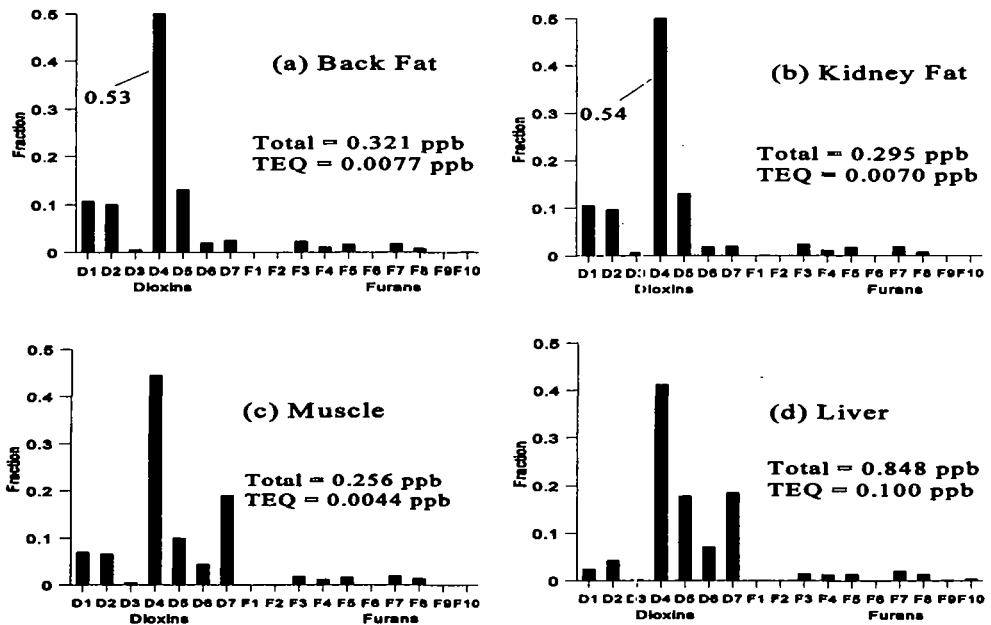 0.5
0.4
0.3
0.2
0.1
0
Fraction
(a) Back Fat
0.53
Total = 0.321 ppb
TEQ = 0.0077 ppb
D1 D2 D3 D4 D5 D6 D7 F1 F2 F3 F4 F5 F6 F7 F8 F9 F10
Dioxins Furans
0.5
0.4
0.3
0.2
0.1
0
Fraction
(b) Kidney Fat
0.54
Total = 0.295 ppb
TEQ = 0.0070 ppb
D1 D2 D3 D4 D5 D6 D7 F1 F2 F3 F4 F5 F6 F7 F8 F9 F10
Dioxins Furans
0.5
0.4
0.3
0.2
0.1
0
Fraction
(c) Muscle
Total = 0.256 ppb
TEQ = 0.0044 ppb
D1 D2 D3 D4 D5 D6 D7 F1 F2 F3 F4 F5 F6 F7 F8 F9 F10
Dioxins Furans
0.5
0.4
0.3
0.2
0.1
0
Fraction
(d) Liver
Total = 0.848 ppb
TEQ = 0.100 ppb
D1 D2 D3 D4 D5 D6 D7 F1 F2 F3 F4 F5 F6 F7 F8 F9 F10
Dioxins Furans